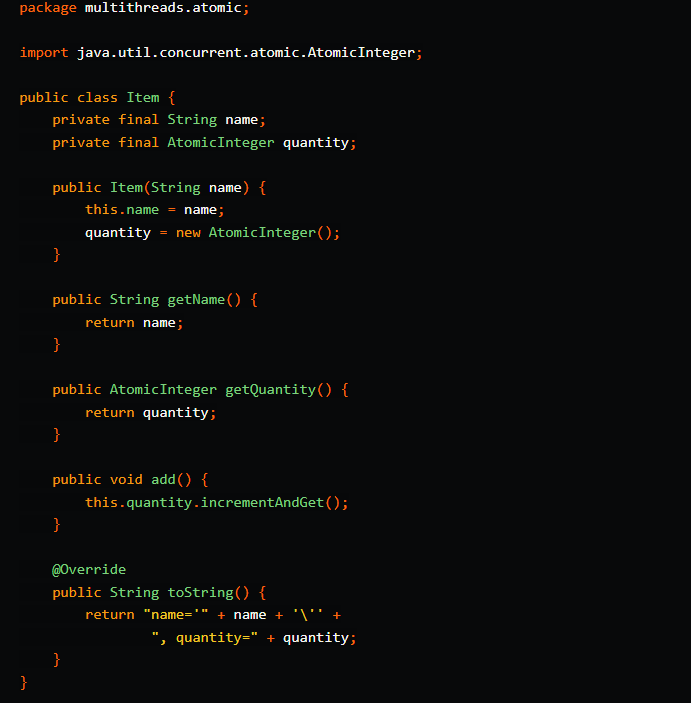 package multithreads.atomic;

import java.util.concurrent.atomic.AtomicInteger;

public class Item {
    private final String name;
    private final AtomicInteger quantity;

    public Item(String name) {
        this.name = name;
        quantity = new AtomicInteger();
    }

    public String getName() {
        return name;
    }

    public AtomicInteger getQuantity() {
        return quantity;
    }

    public void add() {
        this.quantity.incrementAndGet();
    }

    @Override
    public String toString() {
        return "name='" + name + '\'' +
                ", quantity=" + quantity;
    }
}